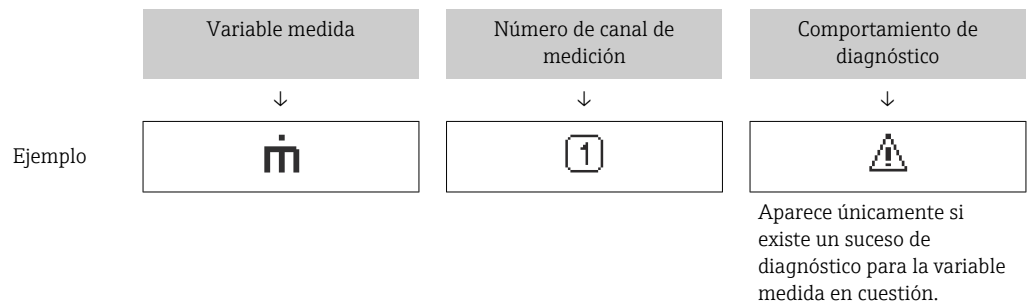 Variable medida
Número de canal de
medición
Comportamiento de
diagnóstico
↓ ↓ ↓
Ejemplo
ṁ
1
Aparece únicamente si
existe un suceso de
diagnóstico para la variable
medida en cuestión.